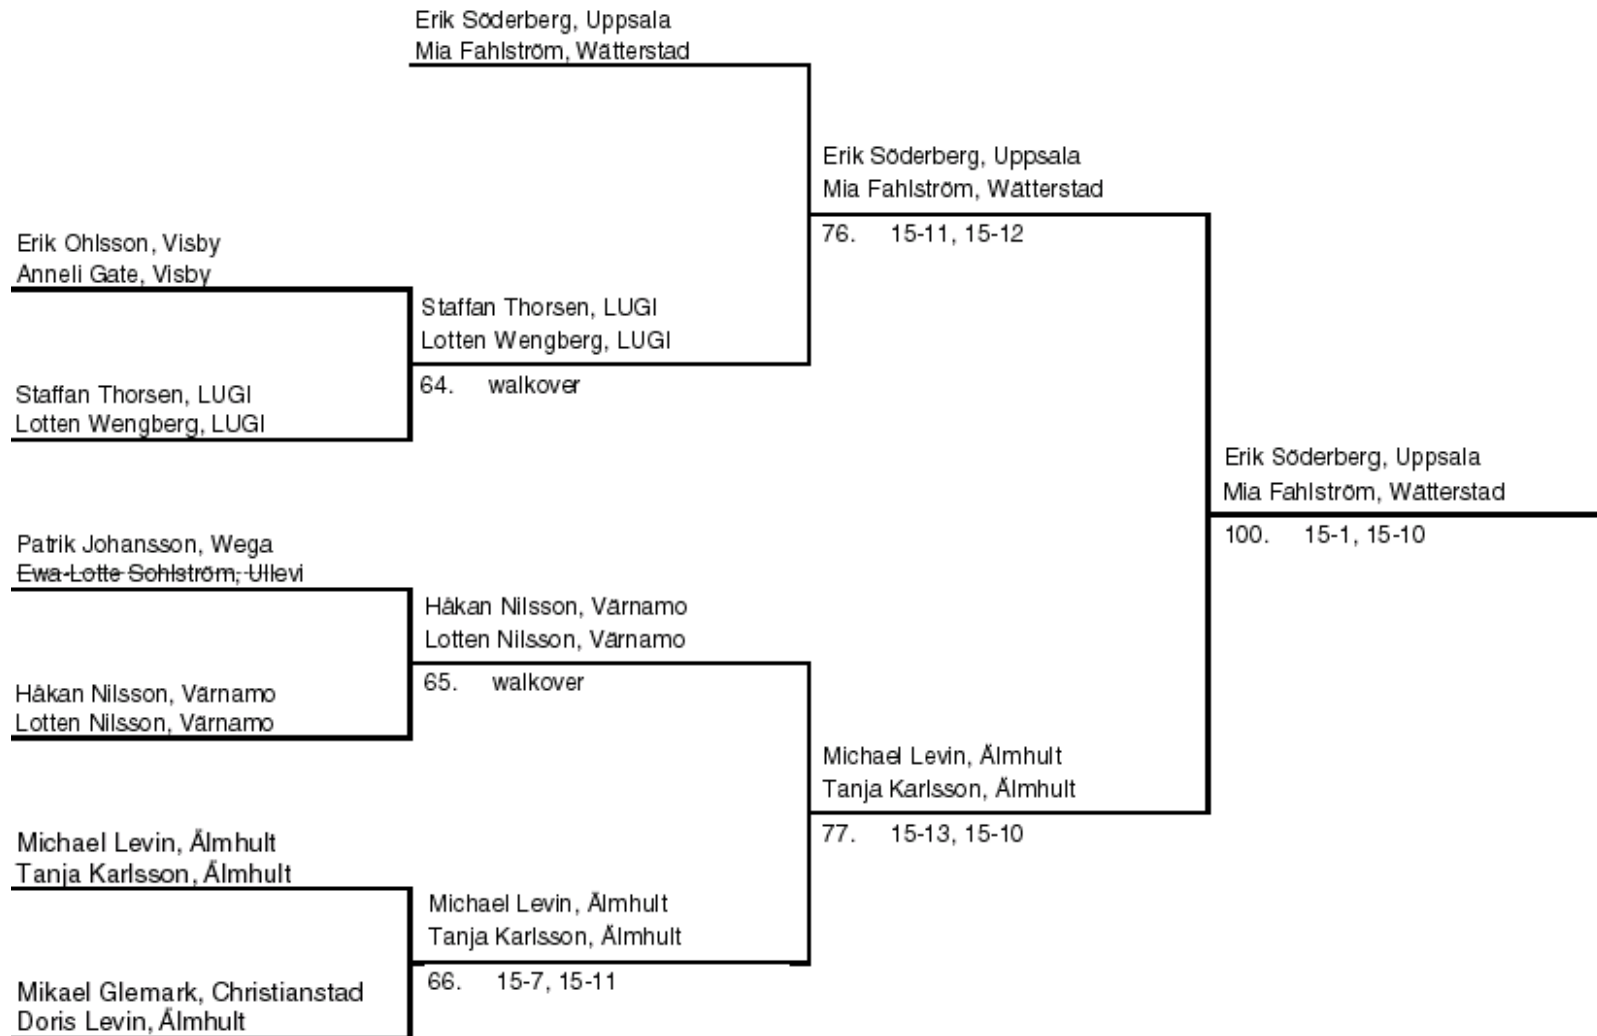 Erik Söderberg, Uppsala
Mia Fahlström, Wätterstad
Erik Söderberg, Uppsala
Mia Fahlström, Wätterstad
76. 15-11, 15-12
Erik Ohlsson, Visby
Anneli Gate, Visby
Staffan Thorsen, LUGI
Lotten Wengberg, LUGI
64. walkover
Staffan Thorsen, LUGI
Lotten Wengberg, LUGI
Erik Söderberg, Uppsala
Mia Fahlström, Wätterstad
100. 15-1, 15-10
Patrik Johansson, Wega
Ewa-Lotte Sohlström, Ullevi
Håkan Nilsson, Värnamo
Lotten Nilsson, Värnamo
65. walkover
Håkan Nilsson, Värnamo
Lotten Nilsson, Värnamo
Michael Levin, Älmhult
Tanja Karlsson, Älmhult
77. 15-13, 15-10
Michael Levin, Älmhult
Tanja Karlsson, Älmhult
Michael Levin, Älmhult
Tanja Karlsson, Älmhult
66. 15-7, 15-11
Mikael Glemark, Christianstad
Doris Levin, Älmhult